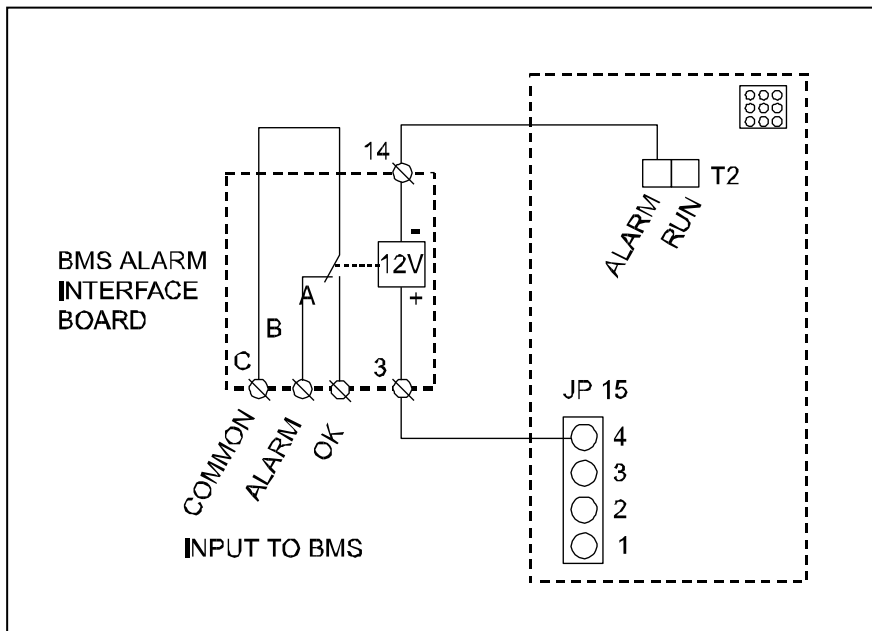 14
T2
ALARM
RUN
BMS ALARM
INTERFACE
BOARD
-
12V
+
A
B
C
3
COMMON
ALARM
OK
INPUT TO BMS
JP 15
4
3
2
1